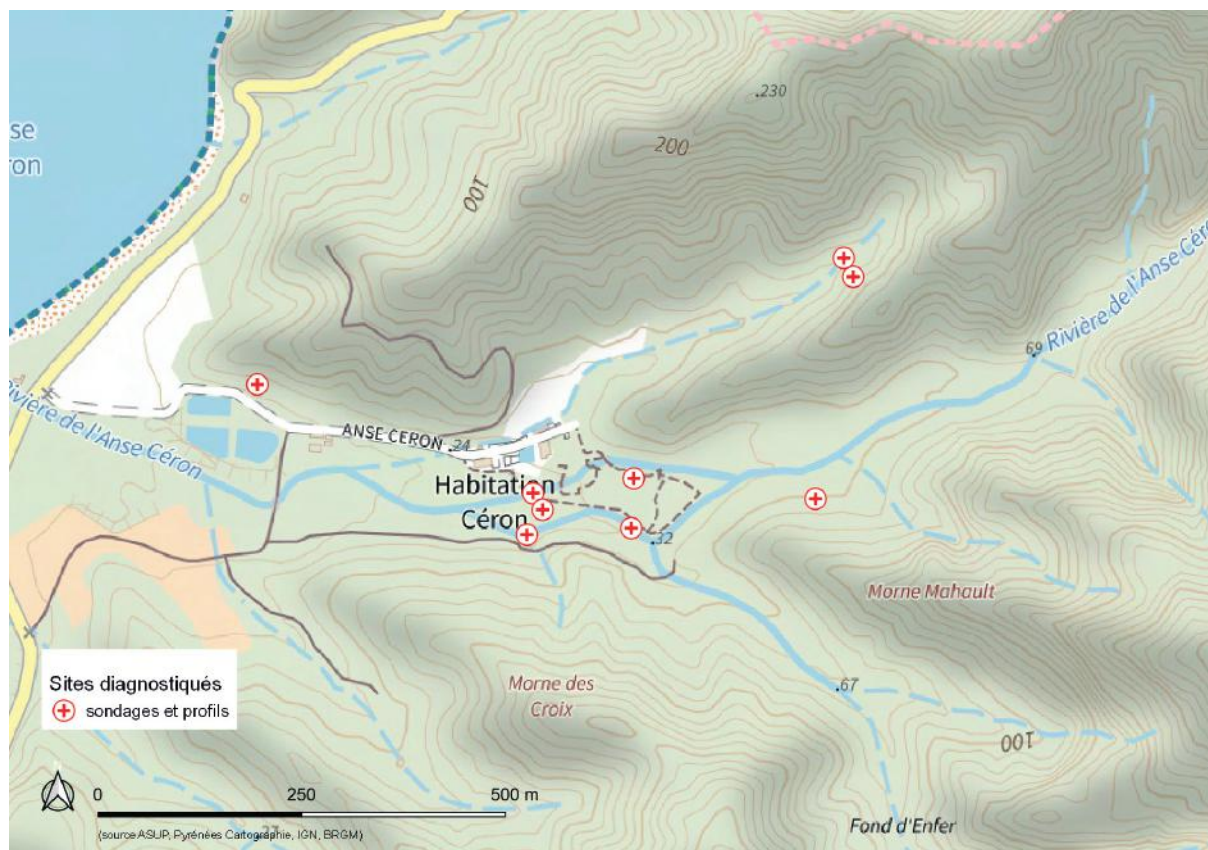 .230
200
100
se
ron
Rivière de l'Anse Céro
69
Rivière de l'Anse Céron
ANSE CERON
.24
Habitation
Céron
.32
Morne Mahault
Sites diagnostiqués
sondages et profils
Morne des
Croix
.67
100
0 250 500 m
(source ASUP, Pyrénées Cartographie, IGN, BRGM)
Fond d'Enfer